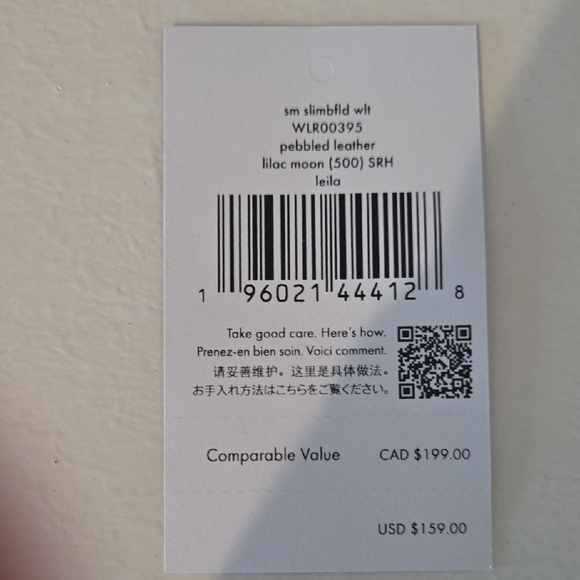 sm slimbfld wlt
WLR00395
pebbled leather
lilac moon (500) SRH
leila
1 96021 44412 8
Take good care. Here's how.
Prenez-en bien soin. Voici comment.
请妥善维护。这里是具体做法。
お手入れ方法はこちらをご覧ください。
Comparable Value CAD $199.00
USD $159.00